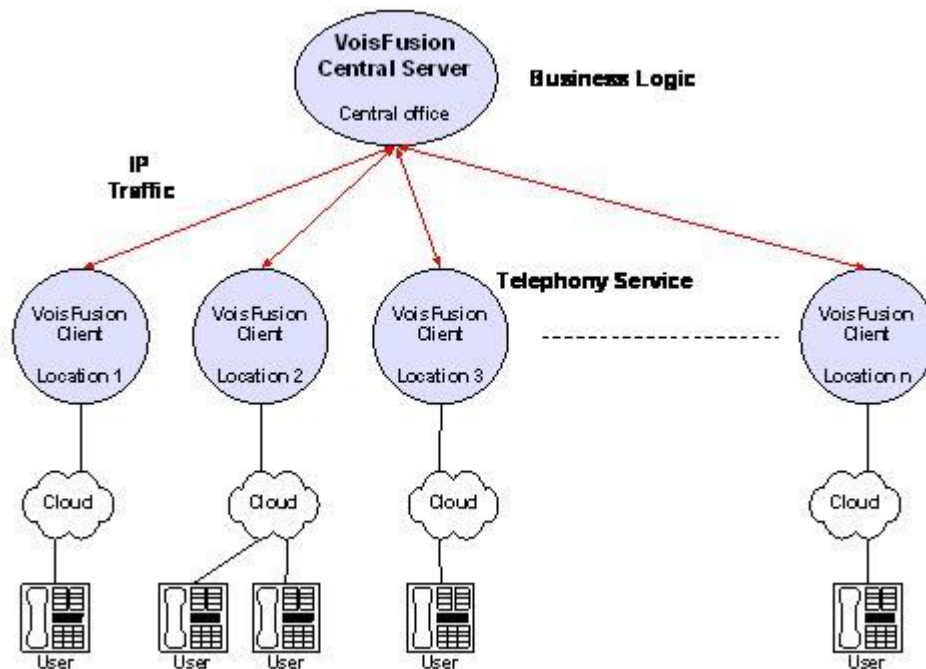 VoisFusion
Central Server
Central office
Business Logic
IP
Traffic
Telephony Service
VoisFusion
Client
Location 1
VoisFusion
Client
Location 2
VoisFusion
Client
Location 3
VoisFusion
Client
Location n
Cloud
Cloud
Cloud
Cloud
User
User
User
User
User